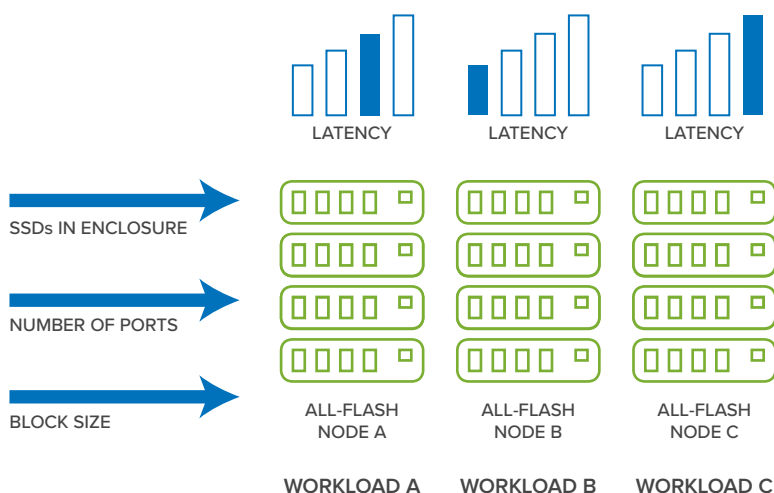 LATENCY
LATENCY
LATENCY
SSDs IN ENCLOSURE
NUMBER OF PORTS
BLOCK SIZE
ALL-FLASH
NODE A
ALL-FLASH
NODE B
ALL-FLASH
NODE C
WORKLOAD A
WORKLOAD B
WORKLOAD C